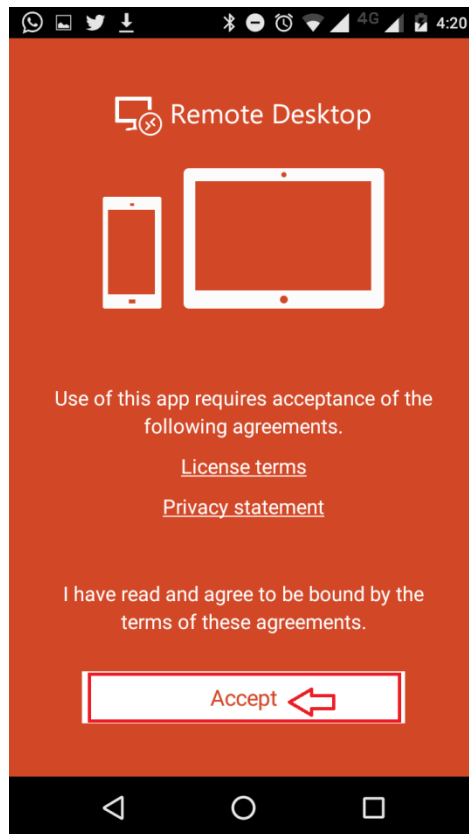 4G 4:20
Remote Desktop
Use of this app requires acceptance of the
following agreements.
License terms
Privacy statement
I have read and agree to be bound by the
terms of these agreements.
Accept